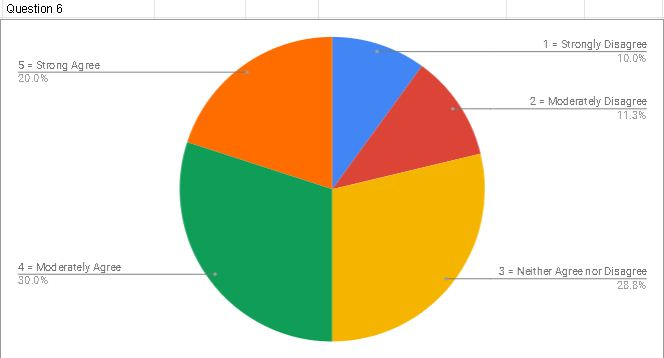 Question 6
1 = Strongly Disagree
10.0%
5 = Strong Agree
20.0%
2 = Moderately Disagree
11.3%
4 = Moderately Agree
30.0%
3 = Neither Agree nor Disagree
28.8%